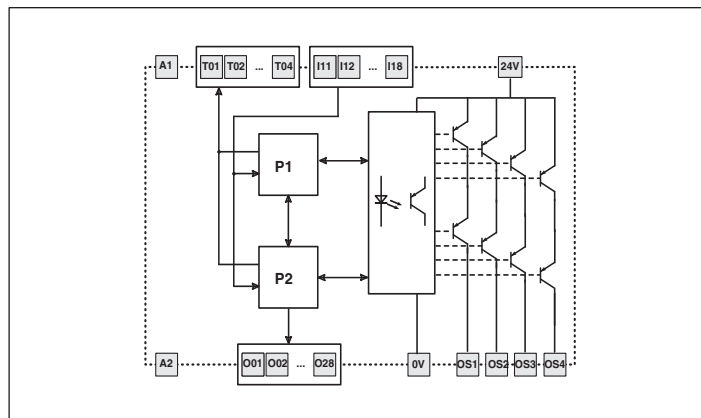 A1 T01 T02 ... T04 I11 I12 ... I18 24V
P1
P2
A2 O01 O02 ... O28 0V OS1 OS2 OS3 OS4